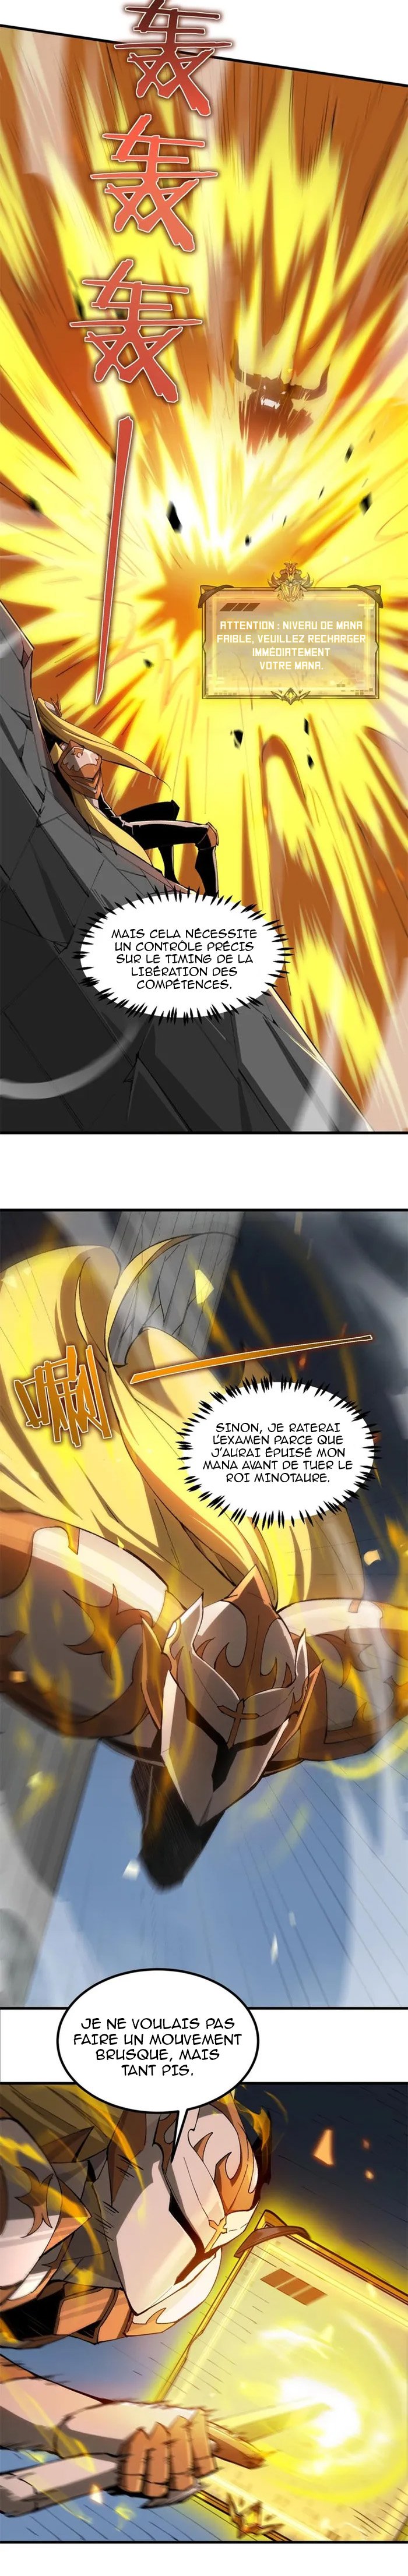 轰
轰
轰
ATTENTION : NIVEAU DE MANA
FAIBLE, VEUILLEZ RECHARGER
IMMÉDIATEMENT
VOTRE MANA.
MAIS CELA NÉCESSITE
UN CONTRÔLE PRÉCIS
SUR LE TIMING DE LA
LIBÉRATION DES
COMPÉTENCES.
SINON, JE RATERAI
L'EXAMEN PARCE QUE
J'AURAI ÉPUISÉ MON
MANA AVANT DE TUER LE
ROI MINOTAURE.
JE NE VOULAIS PAS
FAIRE UN MOUVEMENT
BRUSQUE, MAIS
TANT PIS.